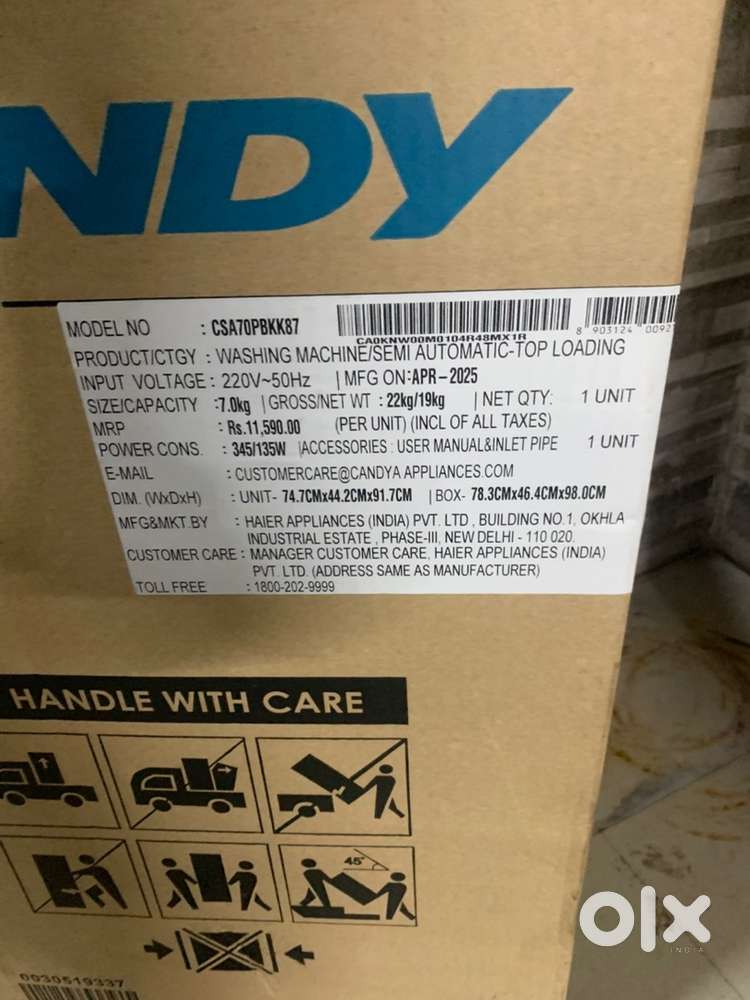 NDY
MODEL NO : CSA70PBKK87
CA0KNW00M0104R48MX1R
8 903124 0092
PRODUCT/CTGY : WASHING MACHINE/SEMI AUTOMATIC-TOP LOADING
INPUT VOLTAGE : 220V~50Hz | MFG ON:APR-2025
SIZE/CAPACITY :7.0kg | GROSS/NET WT : 22kg/19kg | NET QTY: 1 UNIT
MRP : Rs.11,590.00 (PER UNIT) (INCL OF ALL TAXES)
POWER CONS. : 345/135W |ACCESSORIES : USER MANUAL&INLET PIPE 1 UNIT
E-MAIL : CUSTOMERCARE@CANDYA APPLIANCES.COM
DIM. (WxDxH) : UNIT- 74.7CMx44.2CMx91.7CM | BOX- 78.3CMx46.4CMx98.0CM
MFG&MKT.BY : HAIER APPLIANCES (INDIA) PVT. LTD , BUILDING NO.1, OKHLA
INDUSTRIAL ESTATE , PHASE-III, NEW DELHI - 110 020.
CUSTOMER CARE : MANAGER CUSTOMER CARE, HAIER APPLIANCES (INDIA)
PVT. LTD. (ADDRESS SAME AS MANUFACTURER)
TOLL FREE : 1800-202-9999
HANDLE WITH CARE
45°
0030519337
olx
INDIA